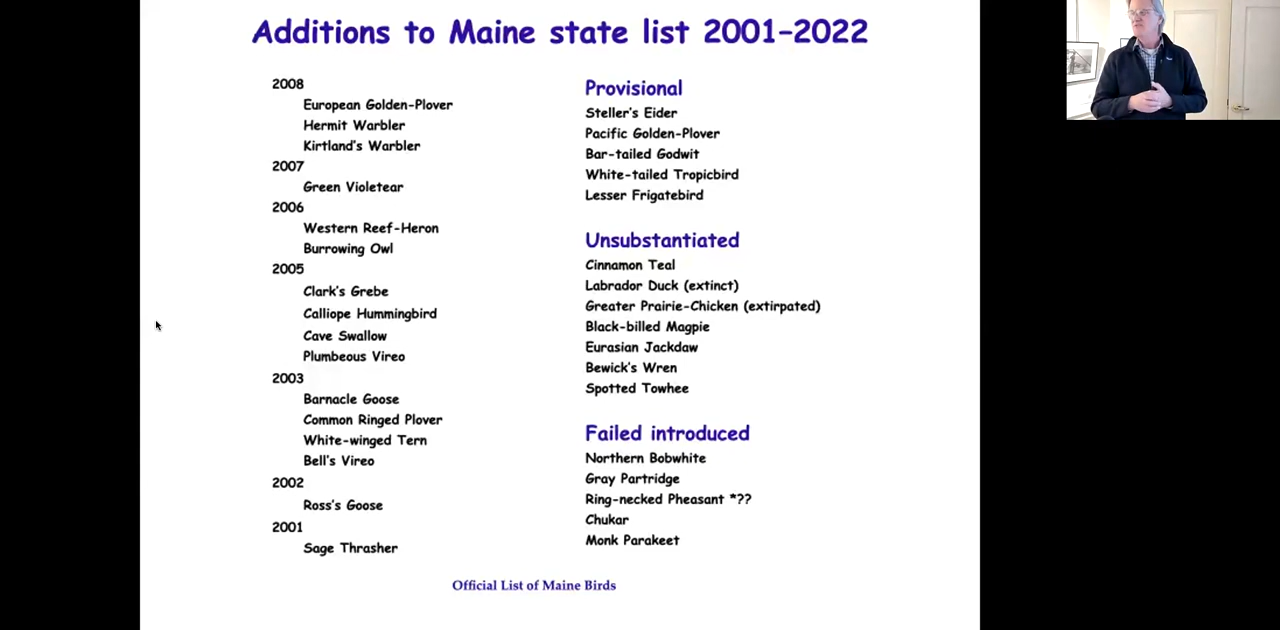 Additions to Maine state list 2001–2022
2008
European Golden-Plover
Hermit Warbler
Kirtland's Warbler
2007
Green Violetear
2006
Western Reef-Heron
Burrowing Owl
2005
Clark's Grebe
Calliope Hummingbird
Cave Swallow
Plumbeous Vireo
2003
Barnacle Goose
Common Ringed Plover
White-winged Tern
Bell's Vireo
2002
Ross's Goose
2001
Sage Thrasher
Provisional
Steller's Eider
Pacific Golden-Plover
Bar-tailed Godwit
White-tailed Tropicbird
Lesser Frigatebird
Unsubstantiated
Cinnamon Teal
Labrador Duck (extinct)
Greater Prairie-Chicken (extirpated)
Black-billed Magpie
Eurasian Jackdaw
Bewick's Wren
Spotted Towhee
Failed introduced
Northern Bobwhite
Gray Partridge
Ring-necked Pheasant *??
Chukar
Monk Parakeet
Official List of Maine Birds